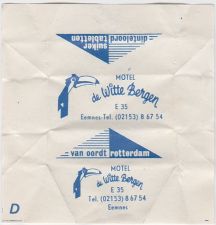 suiker dinteloord
tabletten
MOTEL
de Witte Bergen
E 35
Eemnes-Tel. (02153) 8 67 54
van oordt rotterdam
MOTEL
de Witte Bergen
E 35
Tel. (02153) 8 67 54
Eemnes
D